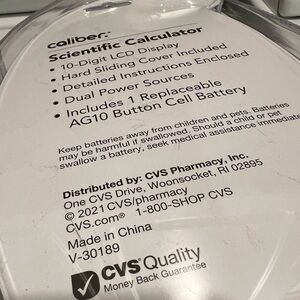 caliber.
Scientific Calculator
• 10-Digit LCD Display
• Hard Sliding Cover Included
• Detailed Instructions Enclosed
• Dual Power Sources
• Includes 1 Replaceable
AG10 Button Cell Battery
Keep batteries away from children and pets. Batteries
may be harmful if swallowed. Should a child or pet
swallow a battery, seek medical assistance immediately
Distributed by: CVS Pharmacy, Inc.
One CVS Drive, Woonsocket, RI 02895
© 2021 CVS/pharmacy
CVS.com® 1-800-SHOP CVS
Made in China
V-30189
CVS Quality
Money Back Guarantee